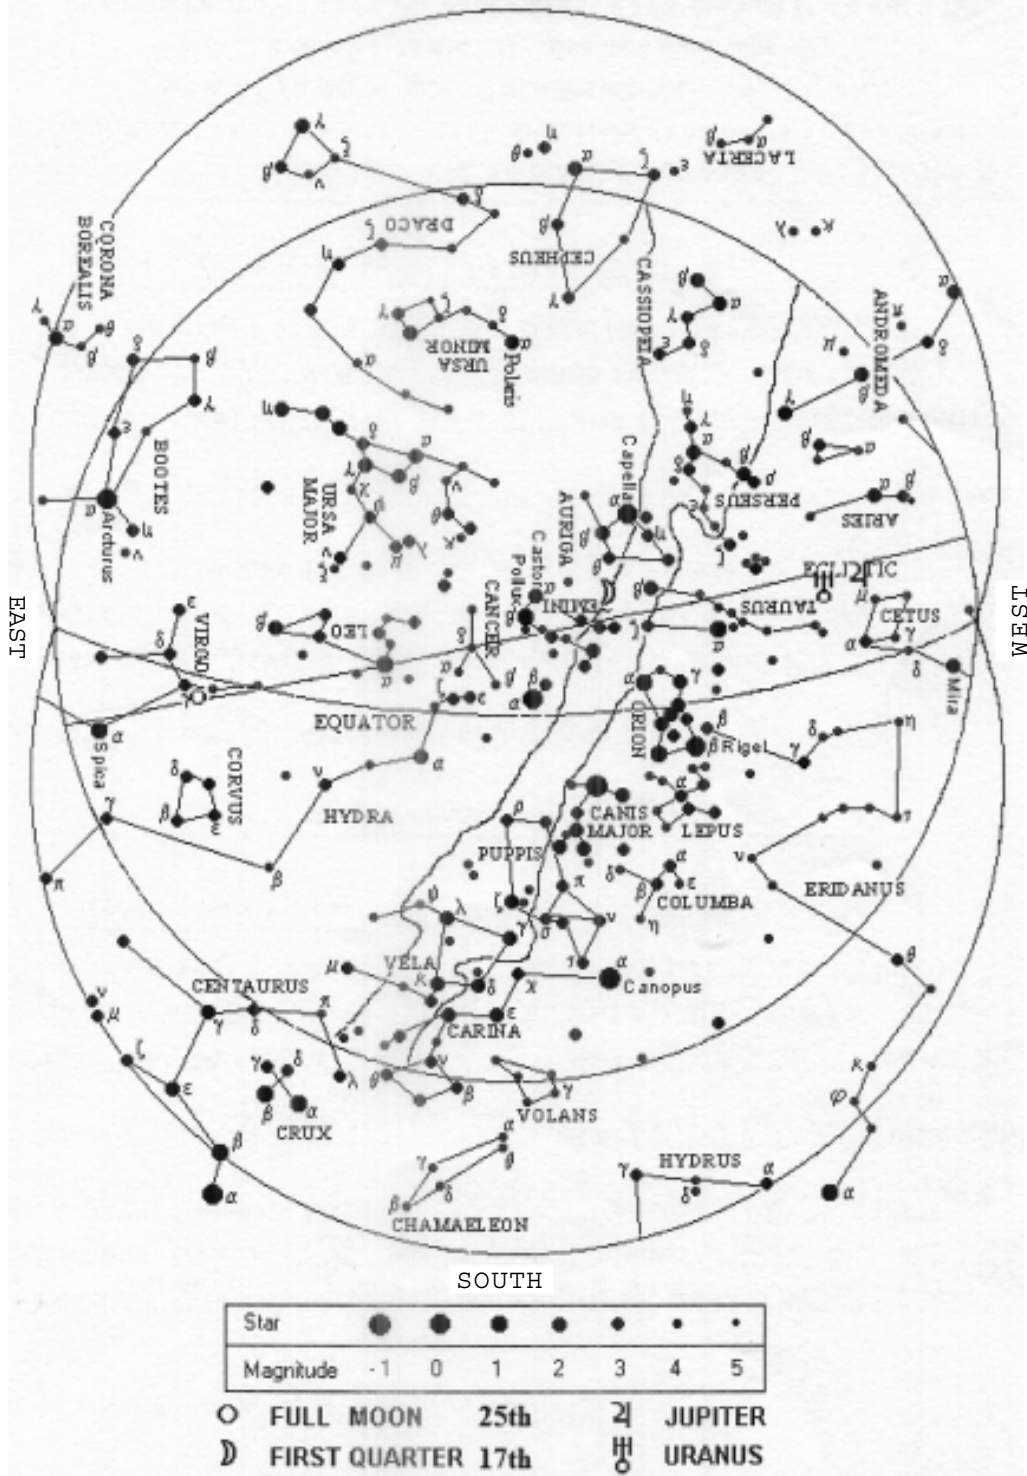 LACERTA
DRACO
CEPHEUS
CORONA
BOREALIS
CASSIOPEIA
ANDROMEDA
URSA
MINOR
Polaris
BOOTES
Arcturus
URSA
MAJOR
Capella
AURIGA
PERSEUS
ARIES
Castor
Pollux
GEMINI
CANCER
ECLIPTIC
TAURUS
CETUS
Mira
EAST
WEST
VIRGO
LEO
EQUATOR
ORION
Rigel
Spica
CORVUS
HYDRA
CANIS
MAJOR
LEPUS
PUPPIS
COLUMBA
ERIDANUS
VELA
CENTAURUS
Canopus
CARINA
CRUX
VOLANS
HYDRUS
CHAMAELEON
SOUTH
Star
Magnitude -1 0 1 2 3 4 5
FULL MOON 25th JUPITER
FIRST QUARTER 17th URANUS